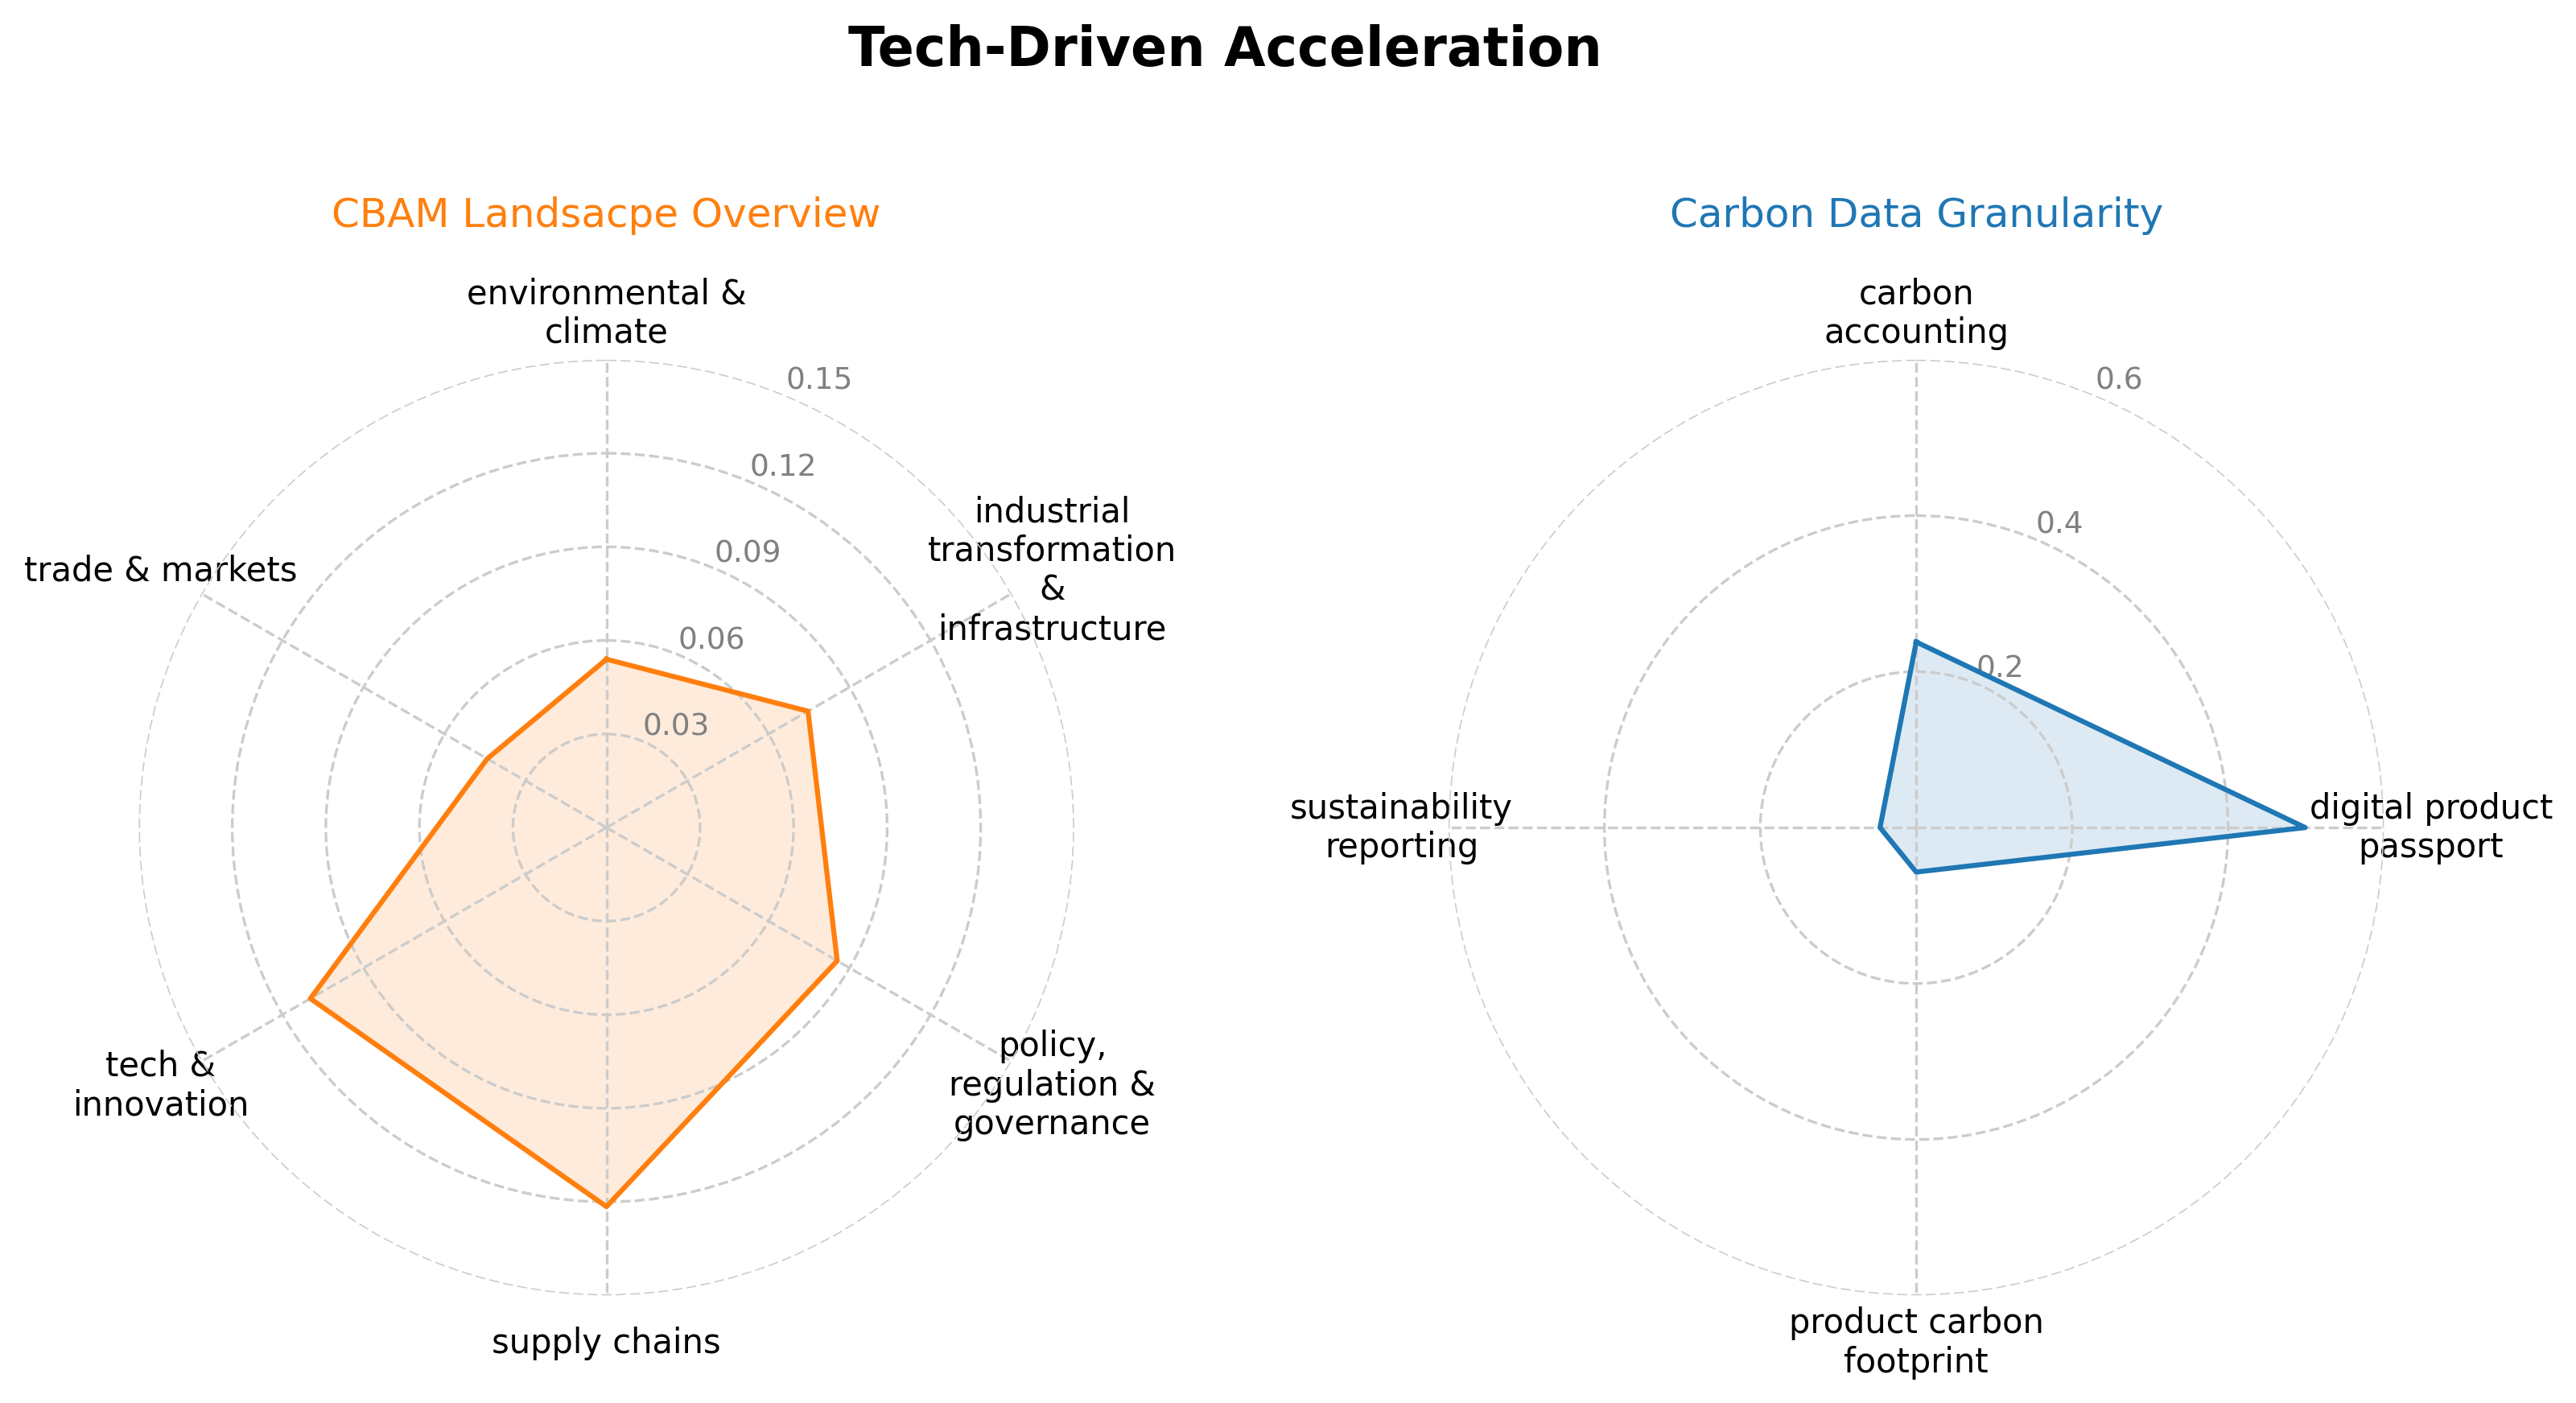 Tech-Driven Acceleration
CBAM Landsacpe Overview
environmental &
climate
0.15
0.12
0.09
0.06
0.03
industrial
transformation
&
infrastructure
trade & markets
tech &
innovation
policy,
regulation &
governance
supply chains
Carbon Data Granularity
carbon
accounting
0.6
0.4
0.2
sustainability
reporting
digital product
passport
product carbon
footprint